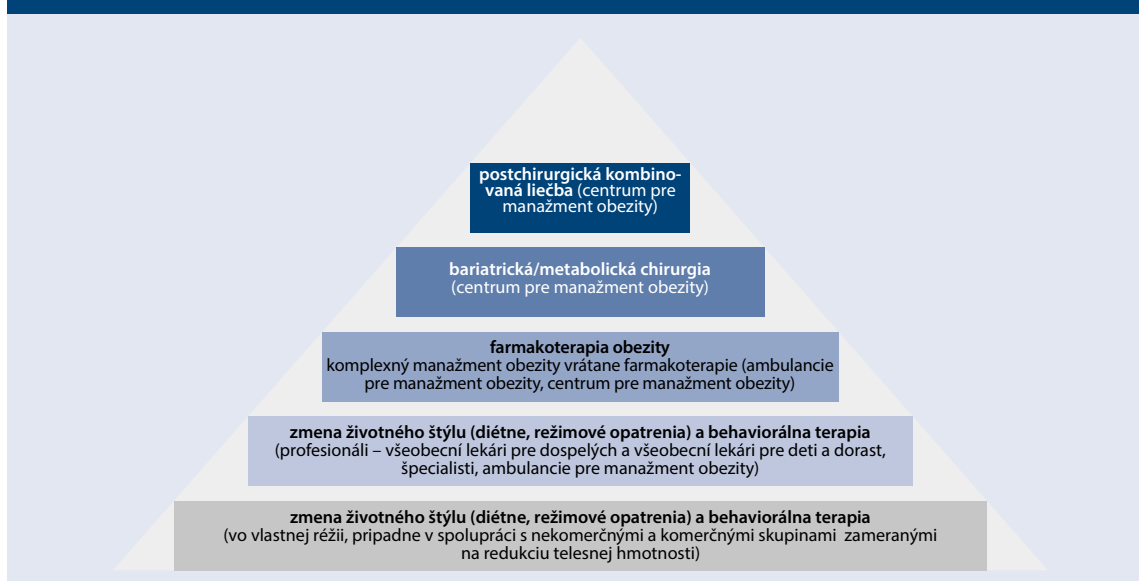 postchirurgická kombino-
vaná liečba (centrum pre
manažment obezity)
bariatrická/metabolická chirurgia
(centrum pre manažment obezity)
farmakoterapia obezity
komplexný manažment obezity vrátane farmakoterapie (ambulancie
pre manažment obezity, centrum pre manažment obezity)
zmena životného štýlu (diétne, režimové opatrenia) a behaviorálna terapia
(profesionáli – všeobecní lekári pre dospelých a všeobecní lekári pre deti a dorast,
špecialisti, ambulancie pre manažment obezity)
zmena životného štýlu (diétne, režimové opatrenia) a behaviorálna terapia
(vo vlastnej réžii, pripadne v spolupráci s nekomerčnými a komerčnými skupinami zameranými
na redukciu telesnej hmotnosti)